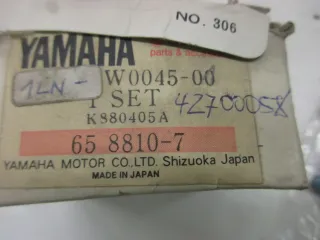 NO. 306
YAMAHA
parts &
1LN- W0045-00
1 SET 42700058
K880405A
65 8810-7
YAMAHA MOTOR CO., LTD. Shizuoka Japan
MADE IN JAPAN